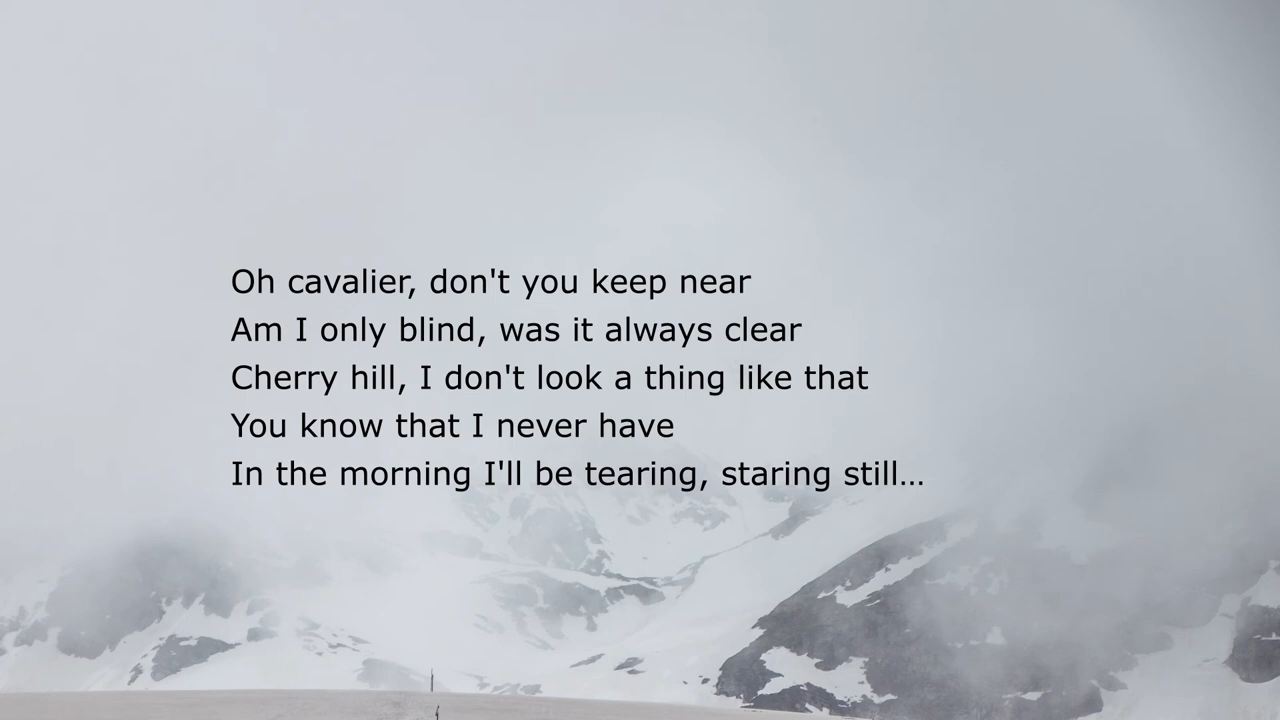 Oh cavalier, don't you keep near
Am I only blind, was it always clear
Cherry hill, I don't look a thing like that
You know that I never have
In the morning I'll be tearing, staring still…